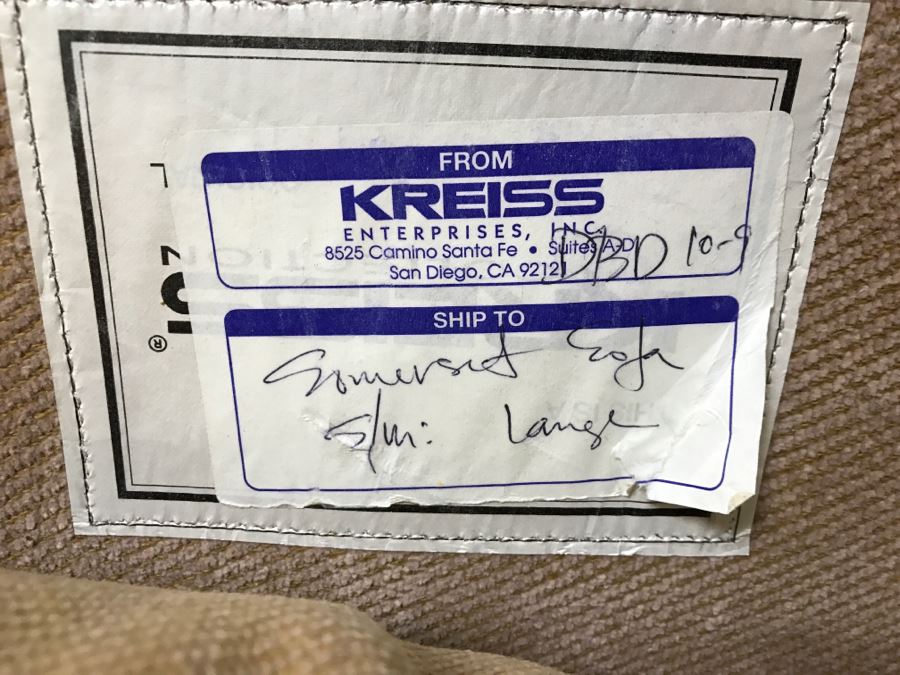 FROM
KREISS
ENTERPRISES, INC.
8525 Camino Santa Fe • Suites A-D
San Diego, CA 92121
DBD 10-9
SHIP TO
Somerset Sofa
S/M: Lange
®